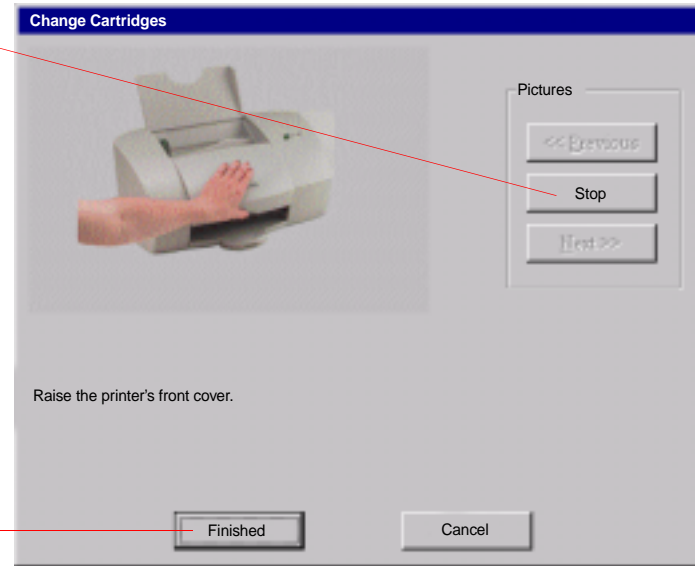 Change Cartridges
Pictures
<< Previous
Stop
Next >>
Raise the printer's front cover.
Finished
Cancel